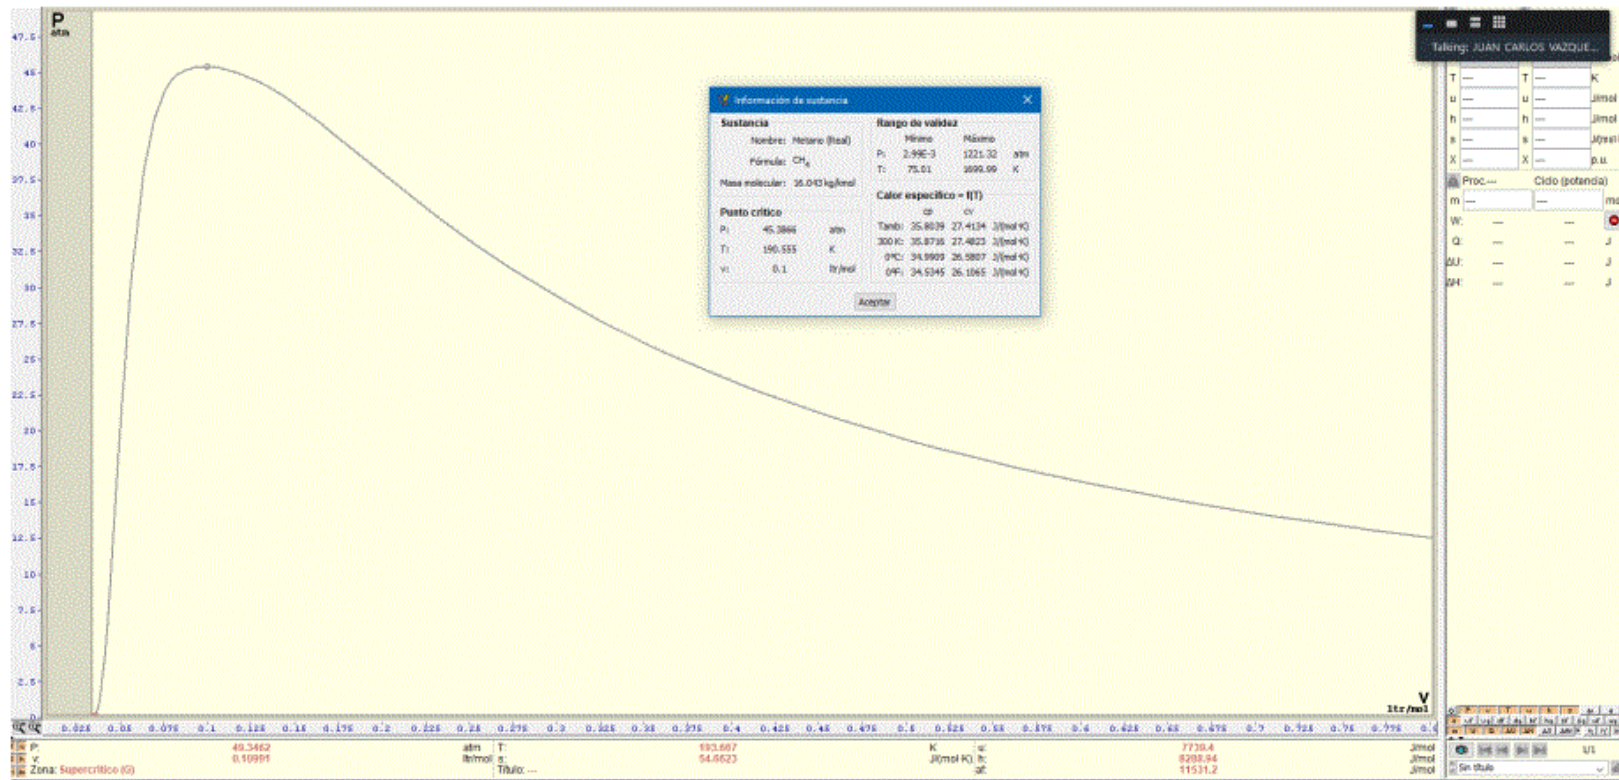 P
atm
47.5
45
42.5
40
37.5
35
32.5
30
27.5
25
22.5
20
17.5
15
12.5
10
7.5
5
2.5
0
Talking: JUAN CARLOS VAZQUE...
Información de sustancia
Sustancia
Nombre: Metano (Real)
Fórmula: CH4
Masa molecular: 16.043 kg/kmol
Punto crítico
P: 45.3866 atm
T: 190.555 K
v: 0.1 ltr/mol
Rango de validez
Mínimo Máximo
P: 2.99E-3 1221.32 atm
T: 75.01 1699.99 K
Calor específico = f(T)
cp cv
Tamb: 35.8039 27.4134 J/(mol·K)
300 K: 35.8716 27.4823 J/(mol·K)
0ºC: 34.9909 26.5807 J/(mol·K)
0ºF: 34.5345 26.1065 J/(mol·K)
Aceptar
T --- T --- K
u --- u --- J/mol
h --- h --- J/mol
s --- s --- J/(mol·K)
X --- X --- p.u.
Proc.--- Ciclo (potencia)
m --- ---
W: --- ---
Q: --- --- J
ΔU: --- --- J
ΔH: --- --- J
V
ltr/mol
0.025 0.05 0.075 0.1 0.125 0.15 0.175 0.2 0.225 0.25 0.275 0.3 0.325 0.35 0.375 0.4 0.425 0.45 0.475 0.5 0.525 0.55 0.575 0.6 0.625 0.65 0.675 0.7 0.725 0.75 0.775
P: 49.3462 atm T: 193.667 K u: 7739.4 J/mol
v: 0.10991 ltr/mol s: 54.6623 J/(mol·K) h: 8288.94 J/mol
Zona: Supercrítico (G) Título: --- af: 11531.2 J/mol
1/1
Sin título